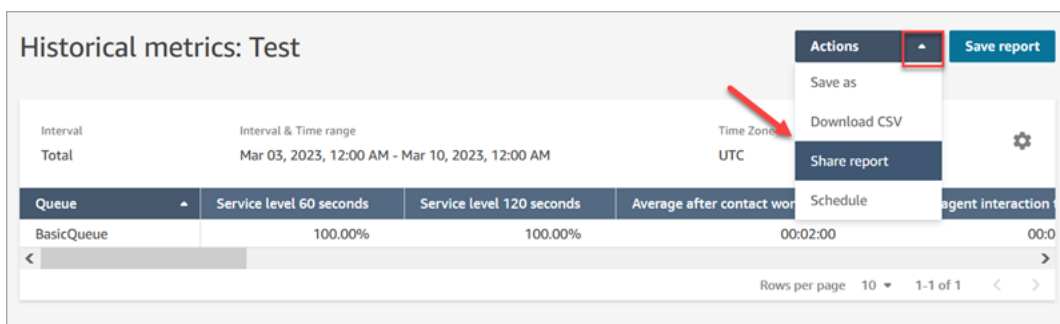 Historical metrics: Test
Actions
Save report
Save as
Download CSV
Share report
Schedule
Interval
Total
Interval & Time range
Mar 03, 2023, 12:00 AM - Mar 10, 2023, 12:00 AM
Time Zone
UTC
Queue Service level 60 seconds Service level 120 seconds Average after contact wor agent interaction
BasicQueue 100.00% 100.00% 00:02:00 00:0
Rows per page 10 1-1 of 1